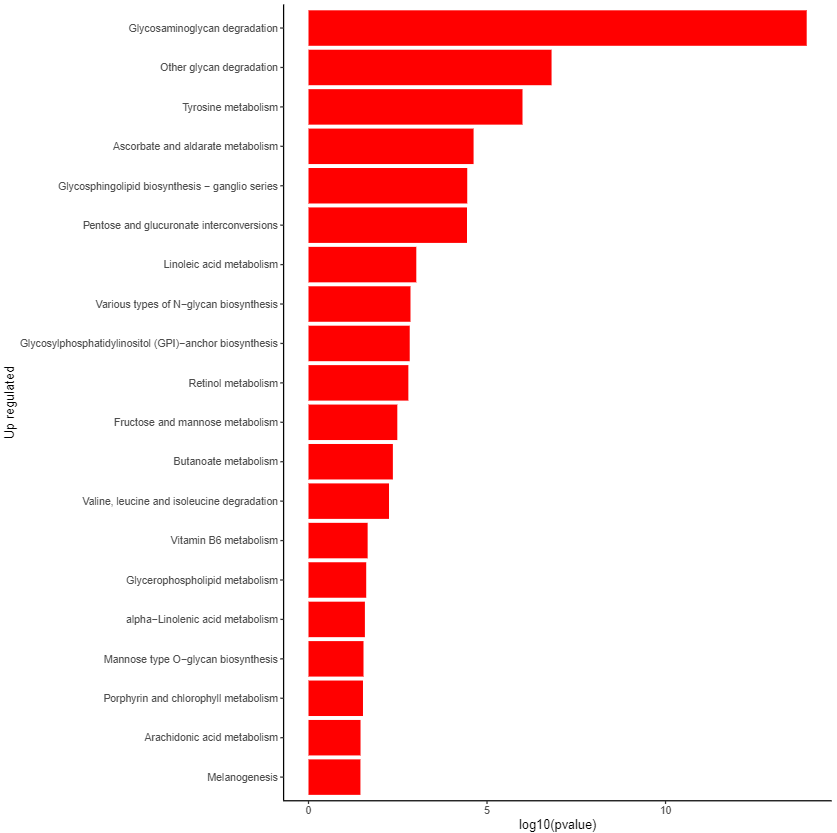 Glycosaminoglycan degradation
Other glycan degradation
Tyrosine metabolism
Ascorbate and aldarate metabolism
Glycosphingolipid biosynthesis − ganglio series
Pentose and glucuronate interconversions
Linoleic acid metabolism
Various types of N−glycan biosynthesis
Glycosylphosphatidylinositol (GPI)−anchor biosynthesis
Retinol metabolism
Fructose and mannose metabolism
Butanoate metabolism
Valine, leucine and isoleucine degradation
Vitamin B6 metabolism
Glycerophospholipid metabolism
alpha−Linolenic acid metabolism
Mannose type O−glycan biosynthesis
Porphyrin and chlorophyll metabolism
Arachidonic acid metabolism
Melanogenesis
Up regulated
0 5 10
log10(pvalue)